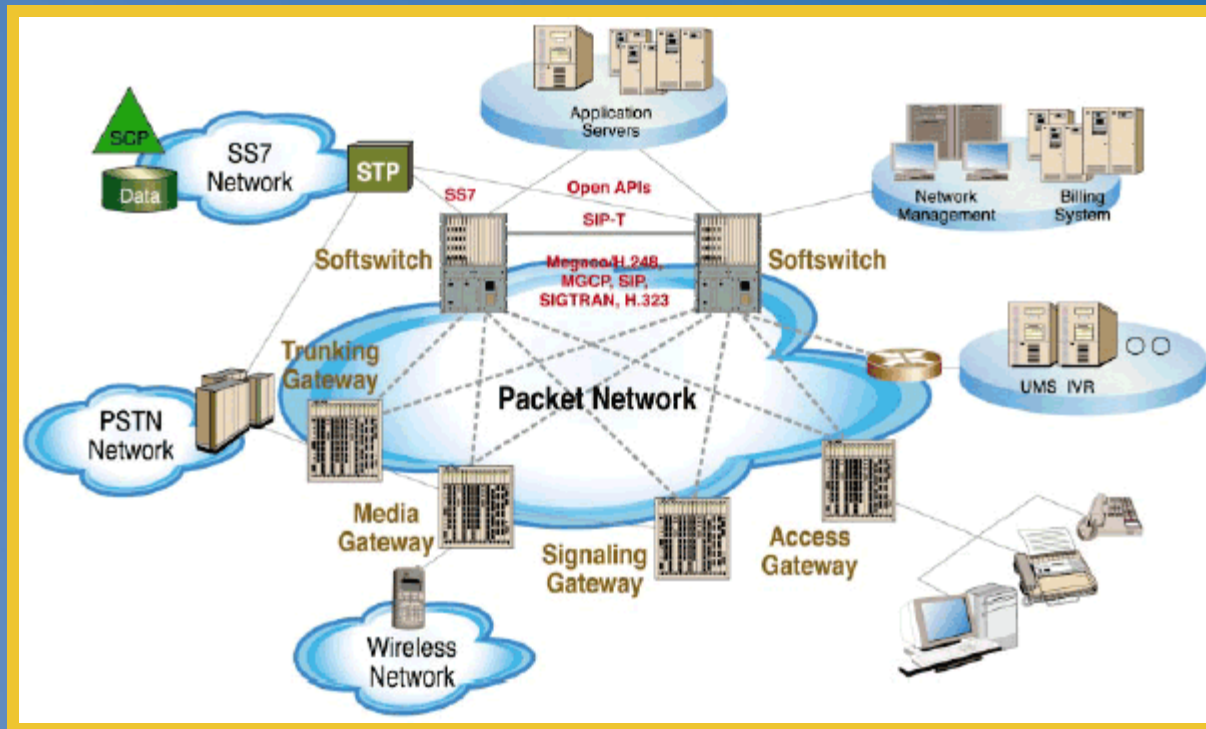 Application
Servers
SCP
SS7
Network
Data
STP
SS7
Open APIs
SIP-T
Network
Management
Billing
System
Softswitch
Softswitch
Megaco/H.248,
MGCP, SIP,
SIGTRAN, H.323
Trunking
Gateway
Packet Network
UMS IVR
PSTN
Network
Media
Gateway
Signaling
Gateway
Access
Gateway
Wireless
Network